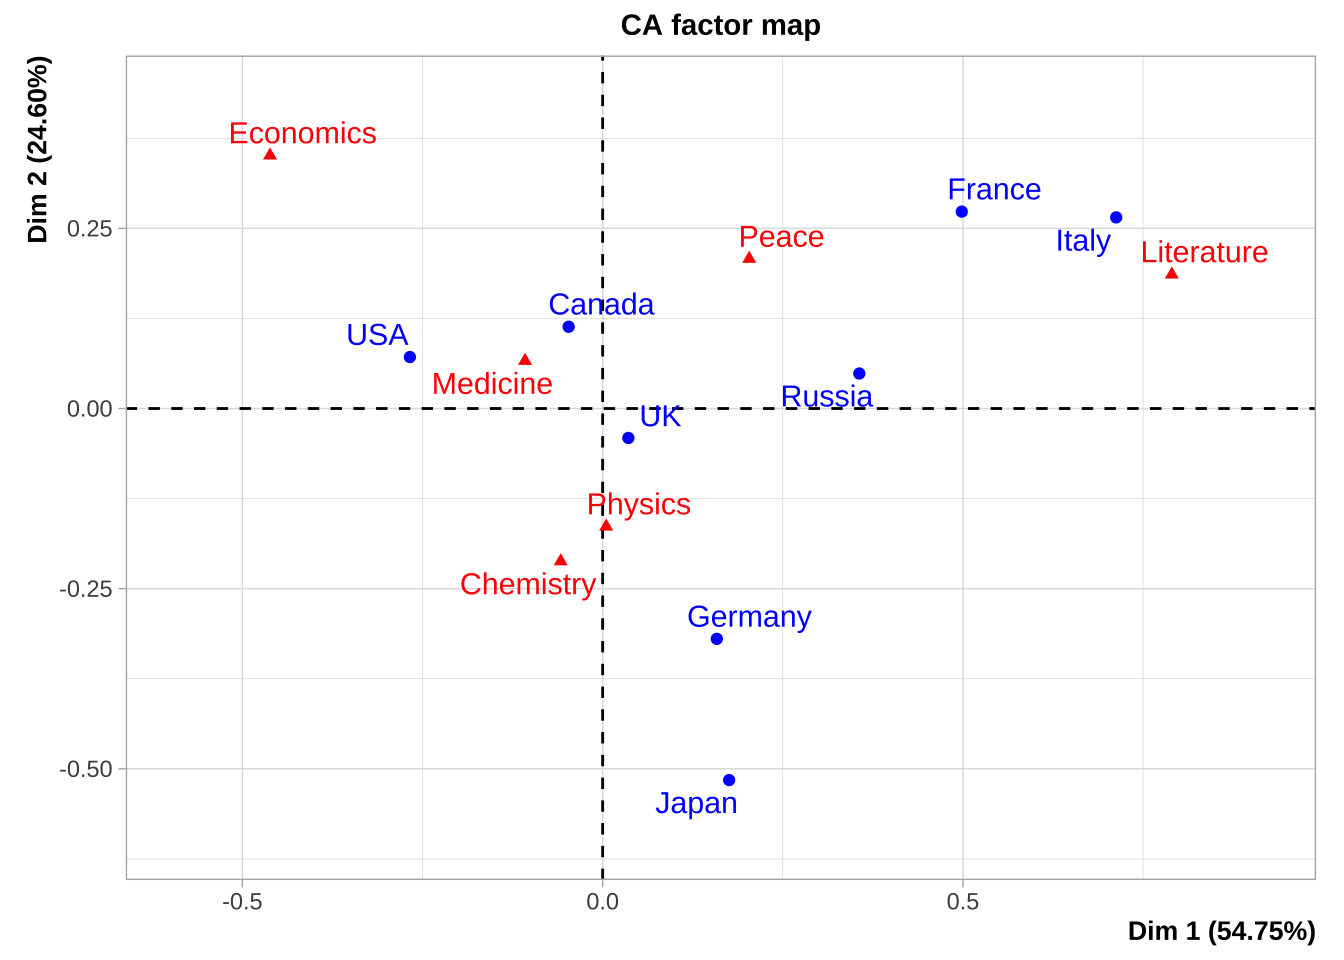 CA factor map
Dim 2 (24.60%)
Economics
France
0.25
Peace
Italy
Literature
Canada
USA
Medicine
Russia
0.00
UK
Physics
Chemistry
-0.25
Germany
-0.50
Japan
-0.5
0.0
0.5
Dim 1 (54.75%)